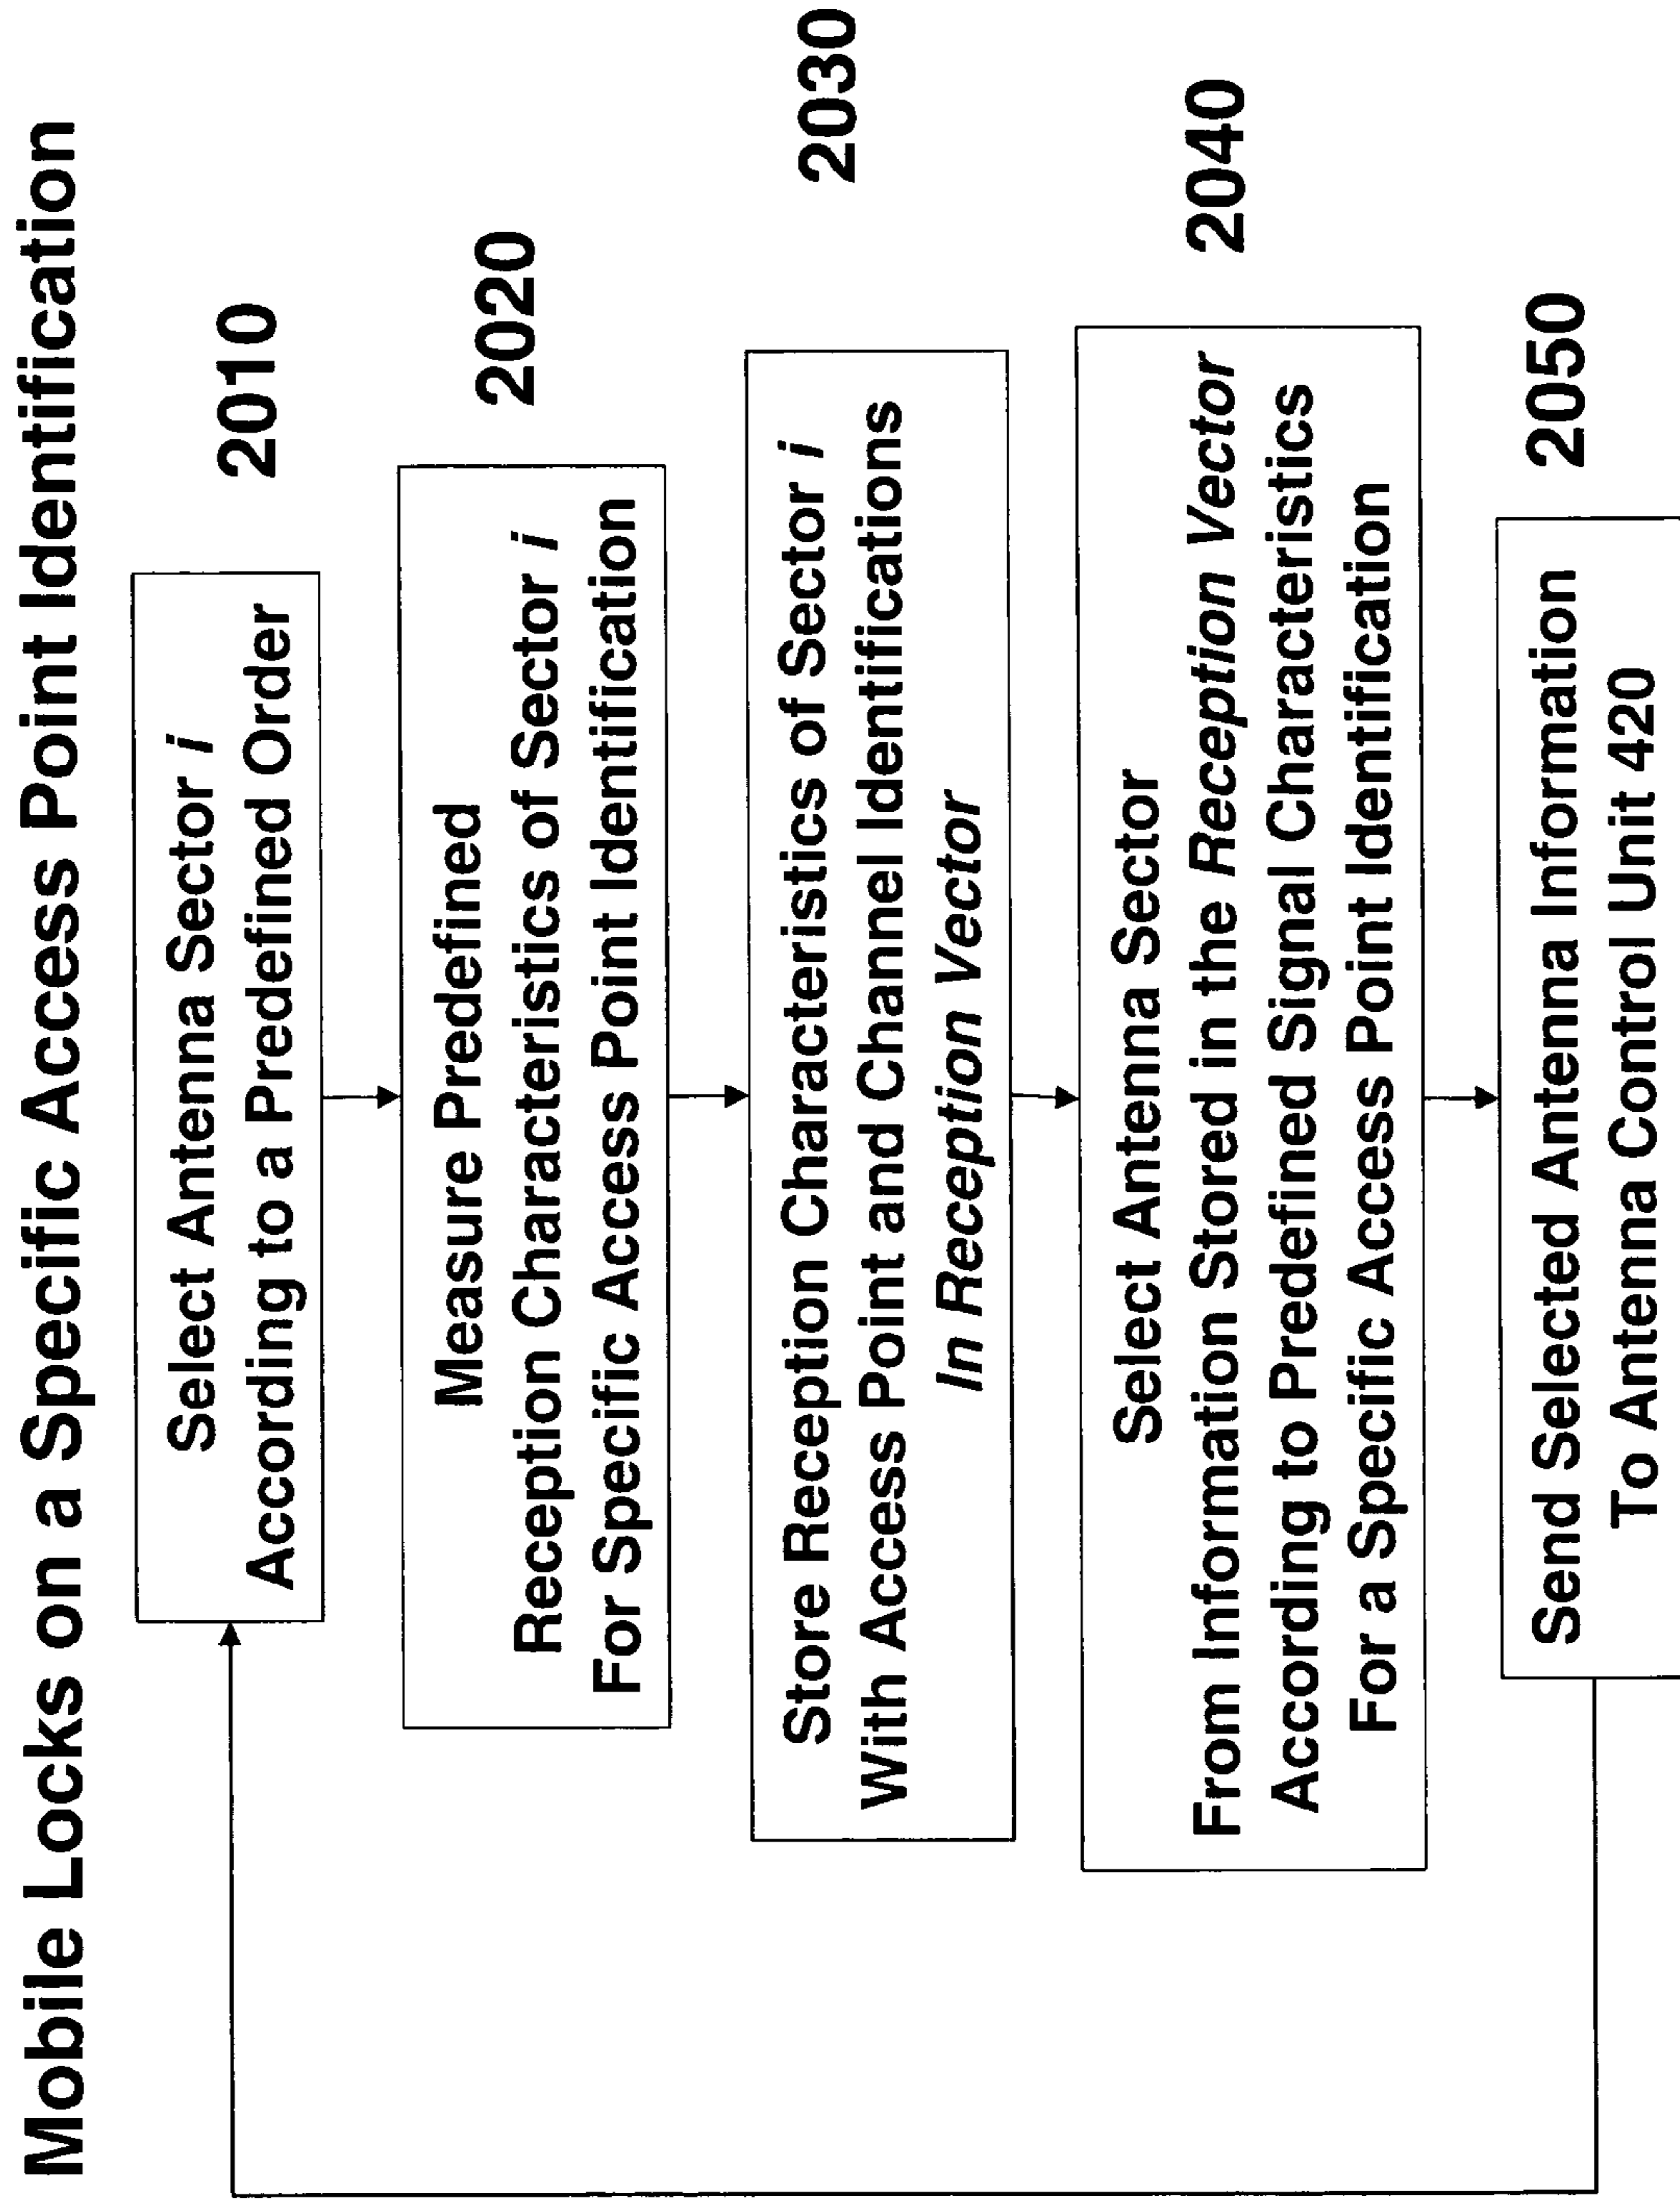 Mobile Locks on a Specific Access Point Identification
Select Antenna Sector i
According to a Predefined Order
2010
Measure Predefined
Reception Characteristics of Sector i
For Specific Access Point Identification
2020
Store Reception Characteristics of Sector i
With Access Point and Channel Identifications
In Reception Vector
2030
Select Antenna Sector
From Information Stored in the Reception Vector
According to Predefined Signal Characteristics
For a Specific Access Point Identification
2040
Send Selected Antenna Information
To Antenna Control Unit 420
2050